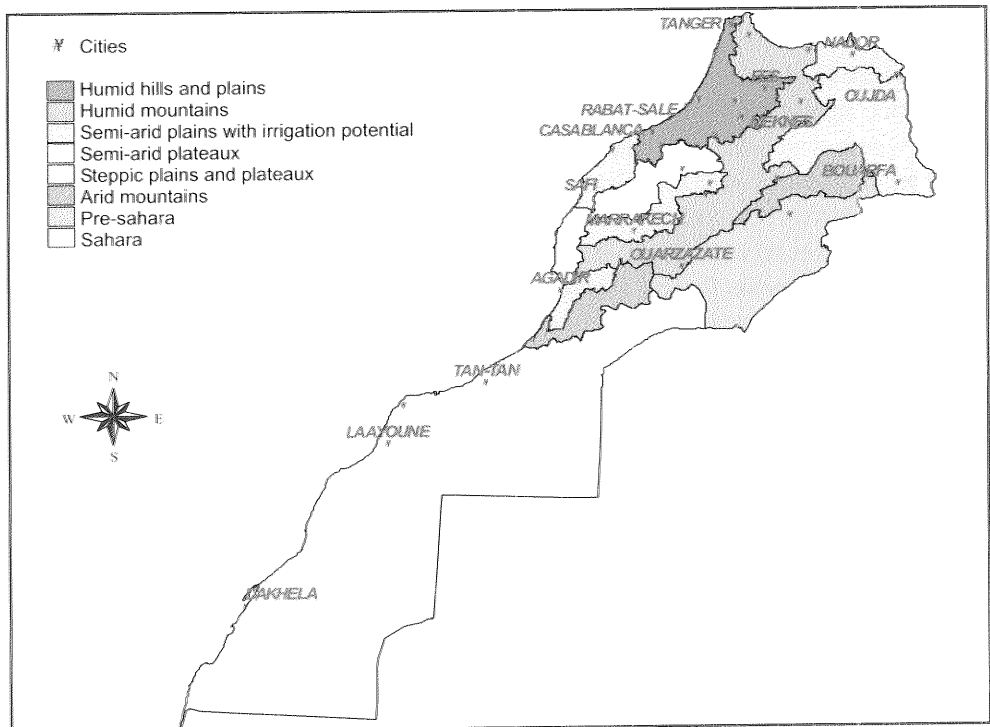 Cities
Humid hills and plains
Humid mountains
Semi-arid plains with irrigation potential
Semi-arid plateaux
Steppic plains and plateaux
Arid mountains
Pre-sahara
Sahara
TANGER
NADOR
FES
OUJDA
RABAT-SALE
MEKNES
CASABLANCA
BOUARFA
SAFI
MARRAKECH
OUARZAZATE
AGADIR
TAN-TAN
N
W E
S
LAAYOUNE
DAKHELA